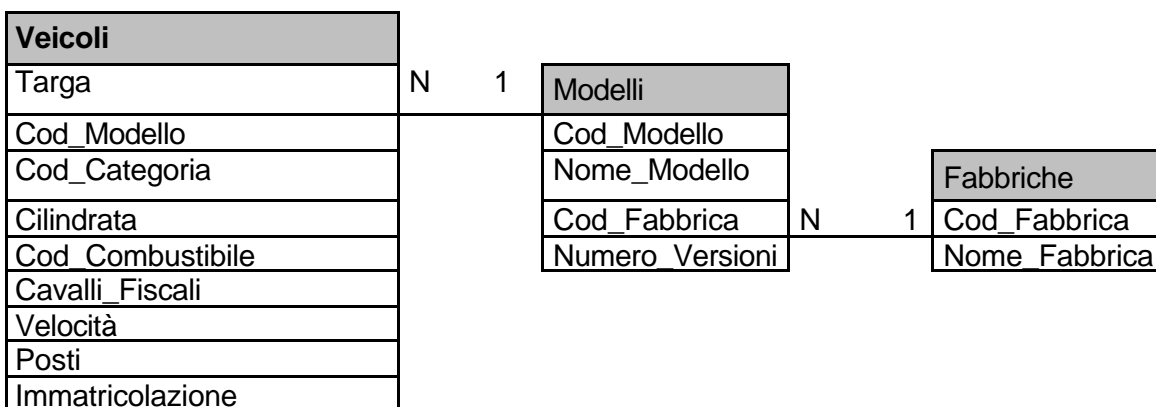 Veicoli
Targa
N 1
Cod_Modello
Cod_Categoria
Cilindrata
Cod_Combustibile
Cavalli_Fiscali
Velocità
Posti
Immatricolazione
Modelli
Cod_Modello
Nome_Modello
Cod_Fabbrica
N 1
Numero_Versioni
Fabbriche
Cod_Fabbrica
Nome_Fabbrica